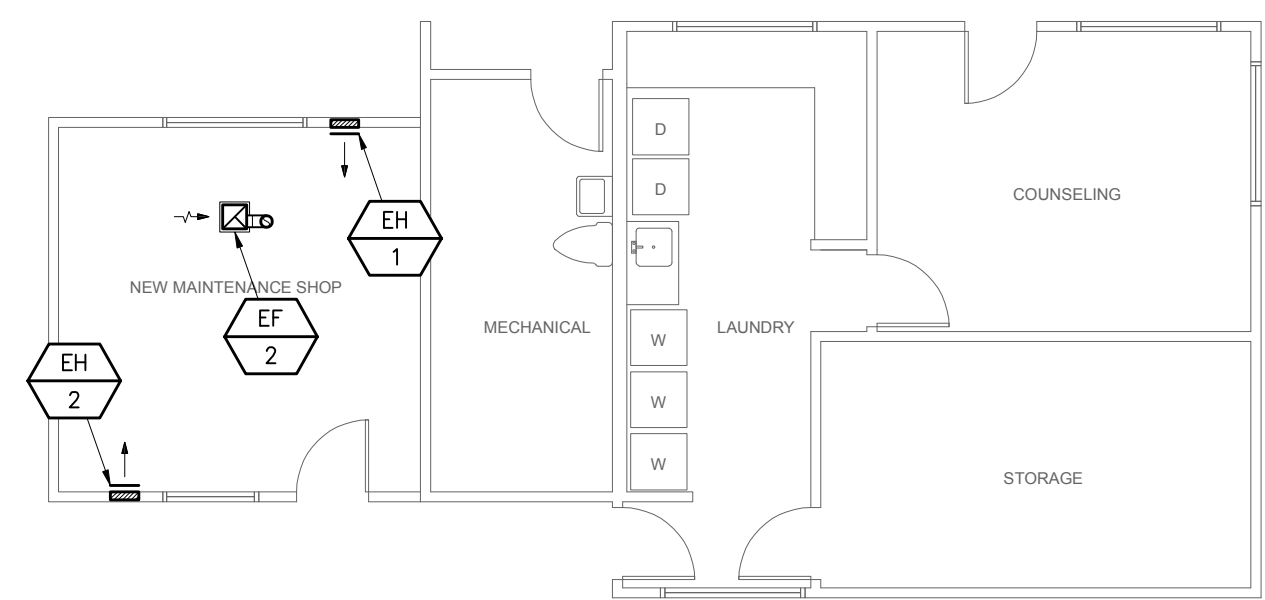 D
D
COUNSELING
EH
1
NEW MAINTENANCE SHOP
EF
2
MECHANICAL
LAUNDRY
W
EH
2
W
W
STORAGE